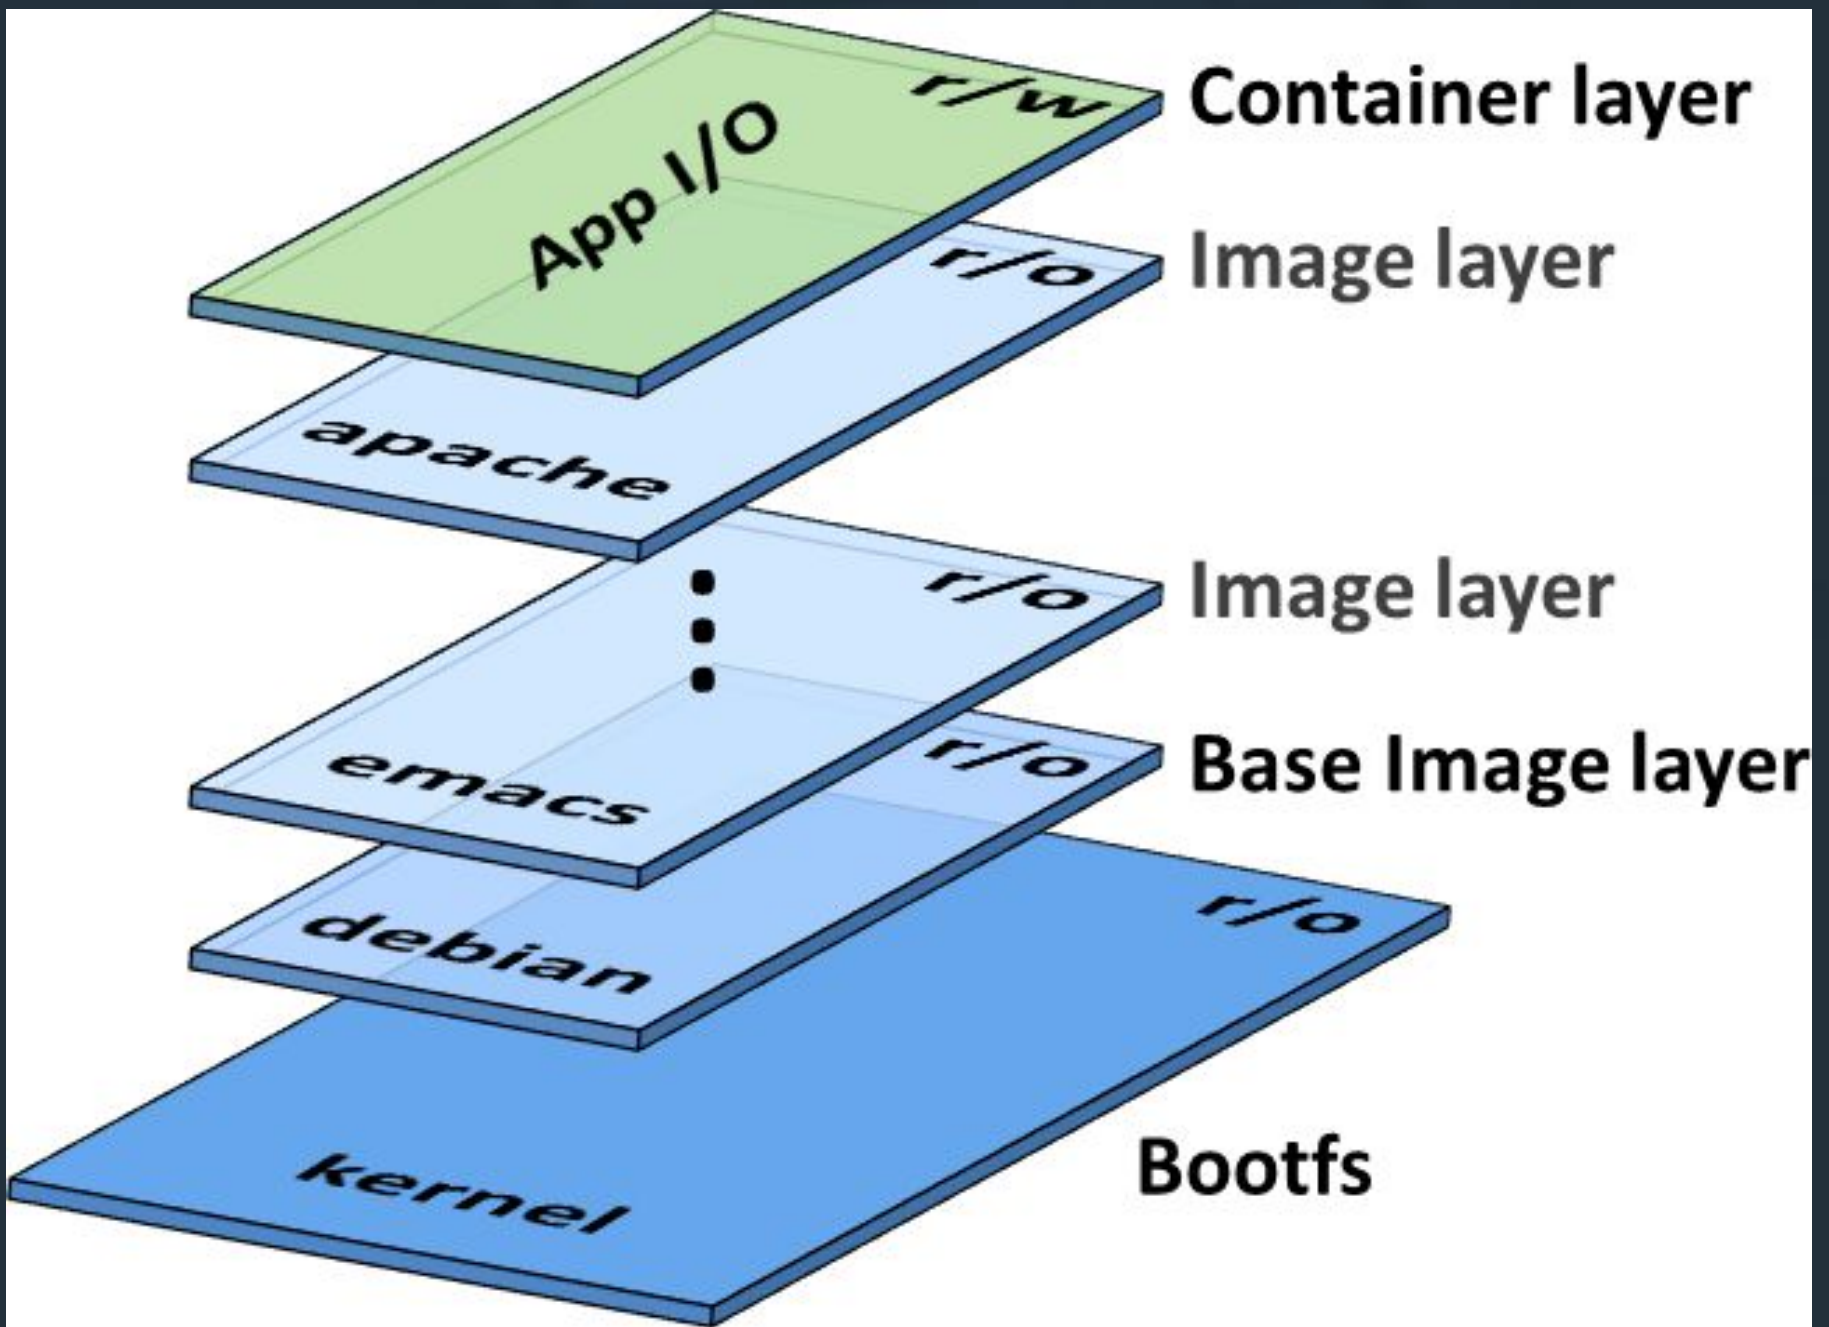 r/w
Container layer
App I/O
r/o
Image layer
apache
r/o
Image layer
emacs
r/o
Base Image layer
debian
r/o
kernel
Bootfs